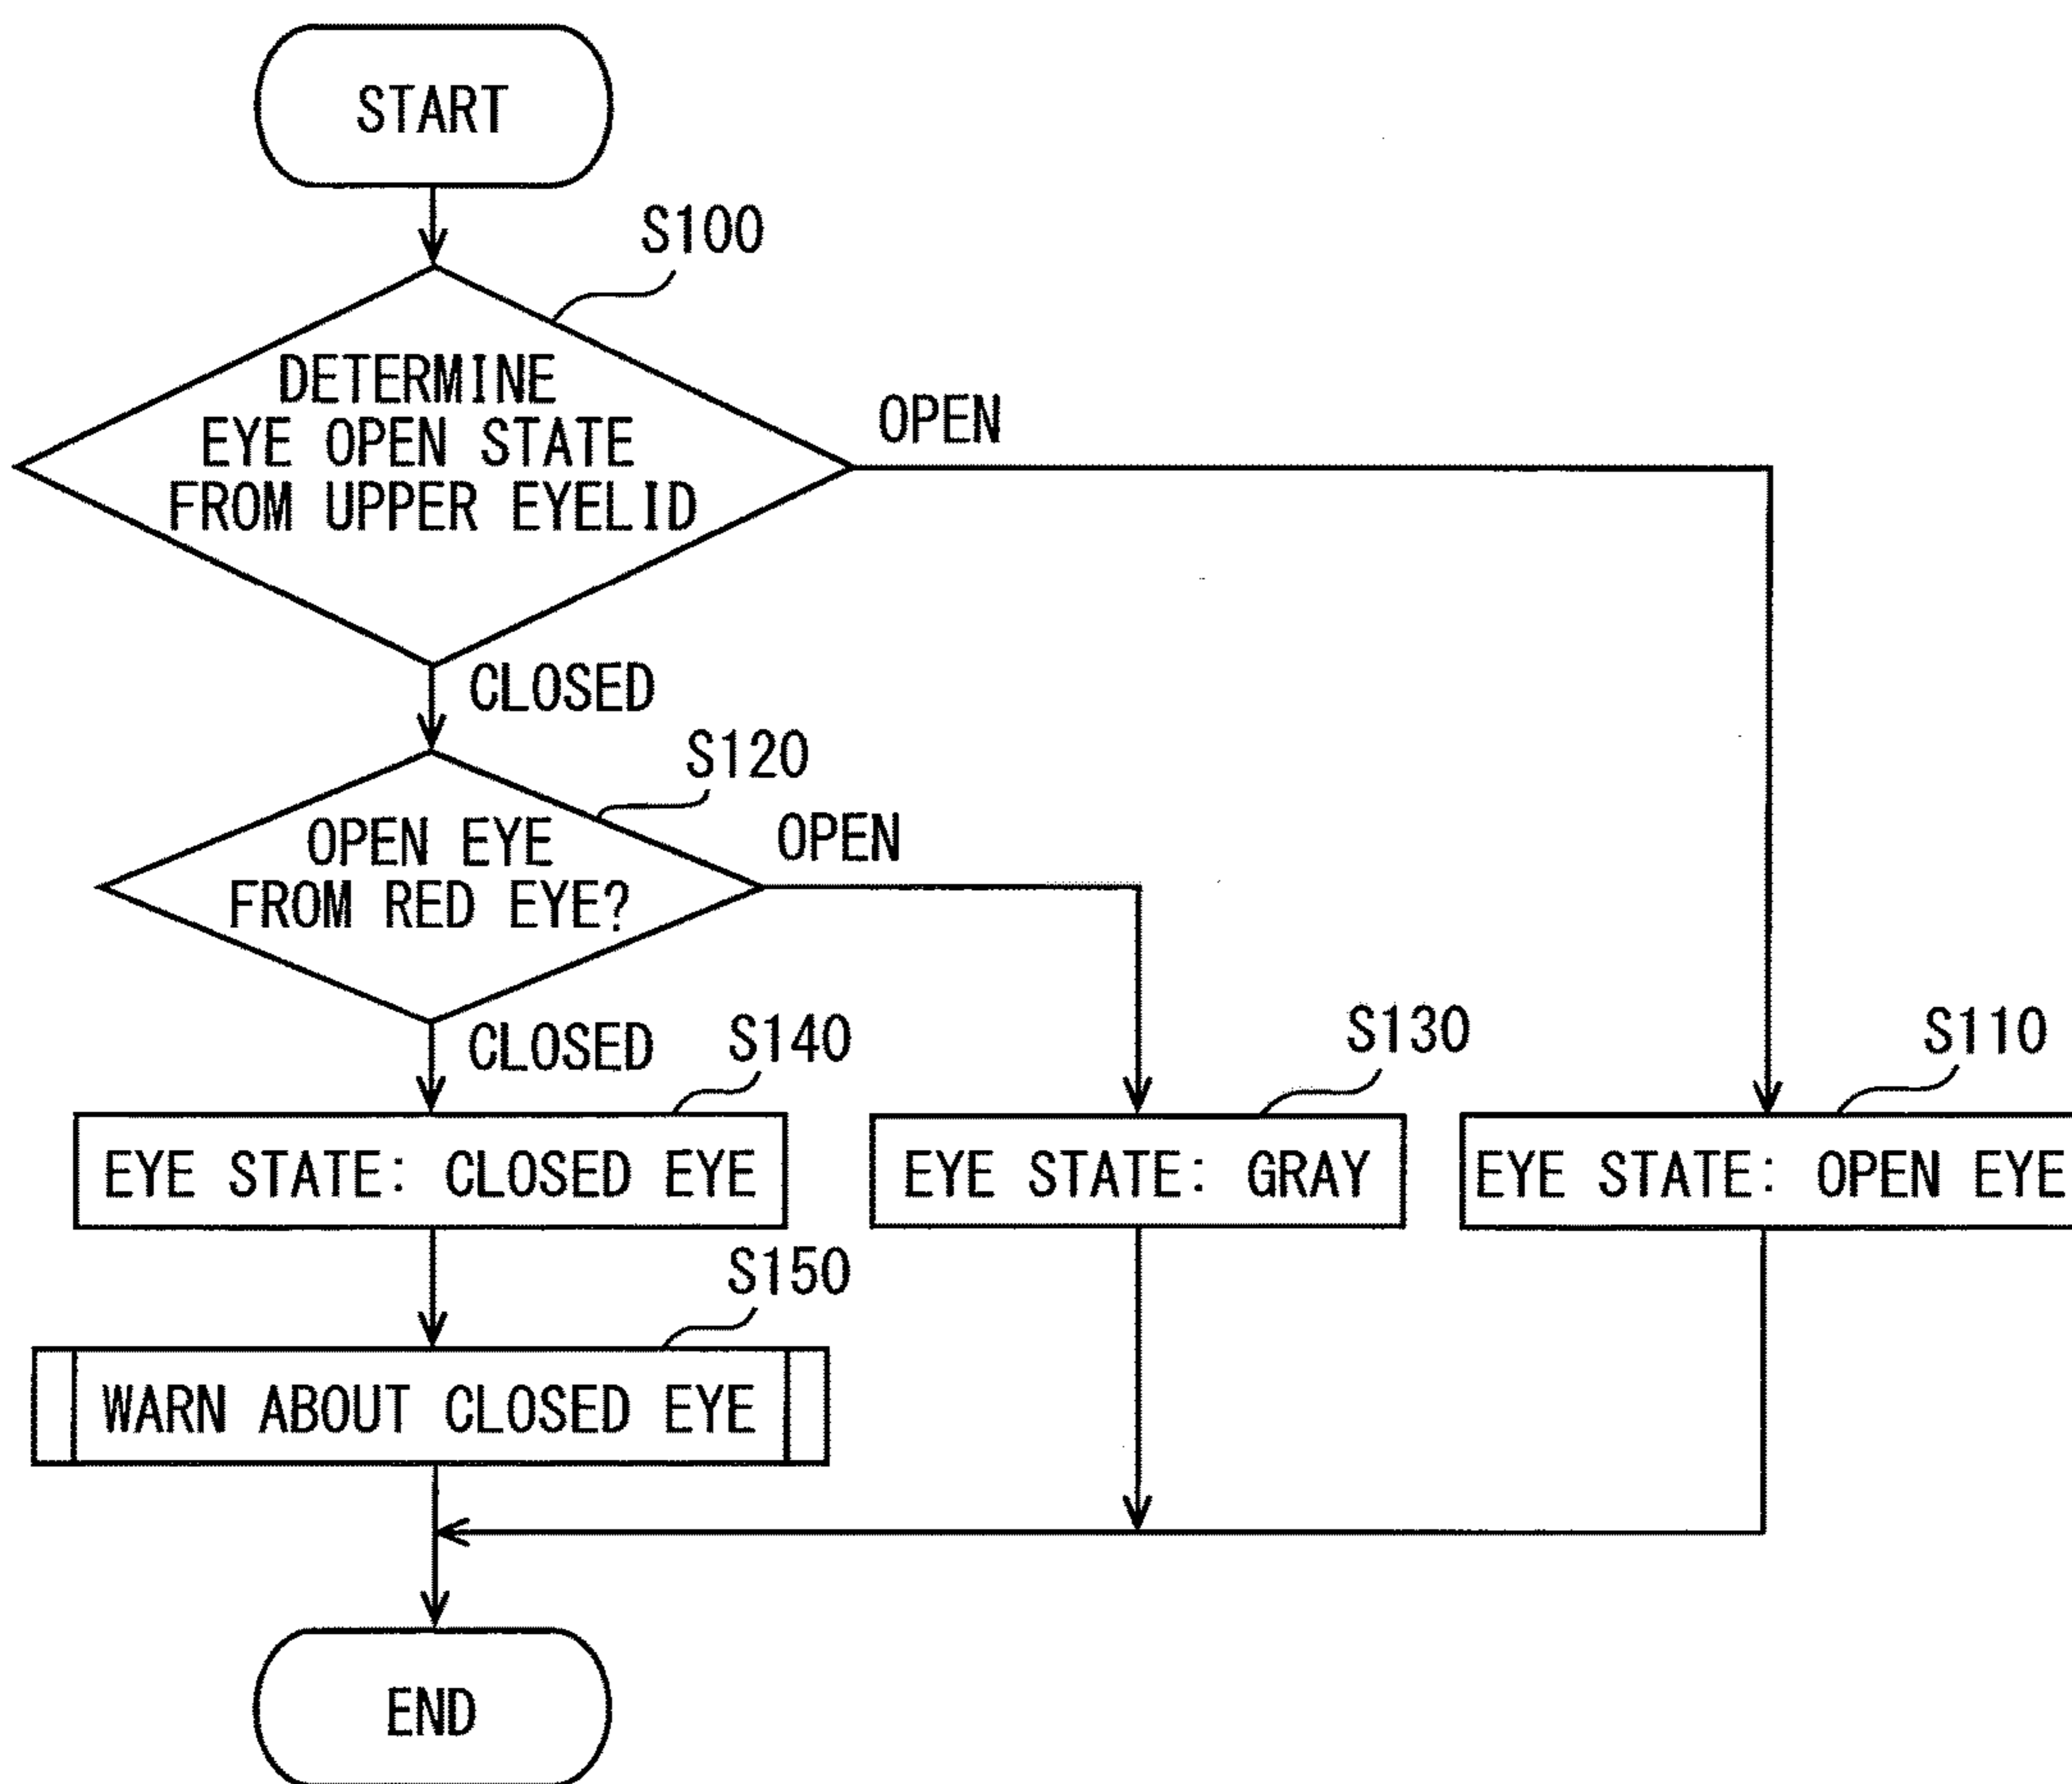 START
S100
DETERMINE
EYE OPEN STATE
FROM UPPER EYELID
OPEN
CLOSED
S120
OPEN EYE
FROM RED EYE?
OPEN
CLOSED
S140
S130
S110
EYE STATE: CLOSED EYE
EYE STATE: GRAY
EYE STATE: OPEN EYE
S150
WARN ABOUT CLOSED EYE
END